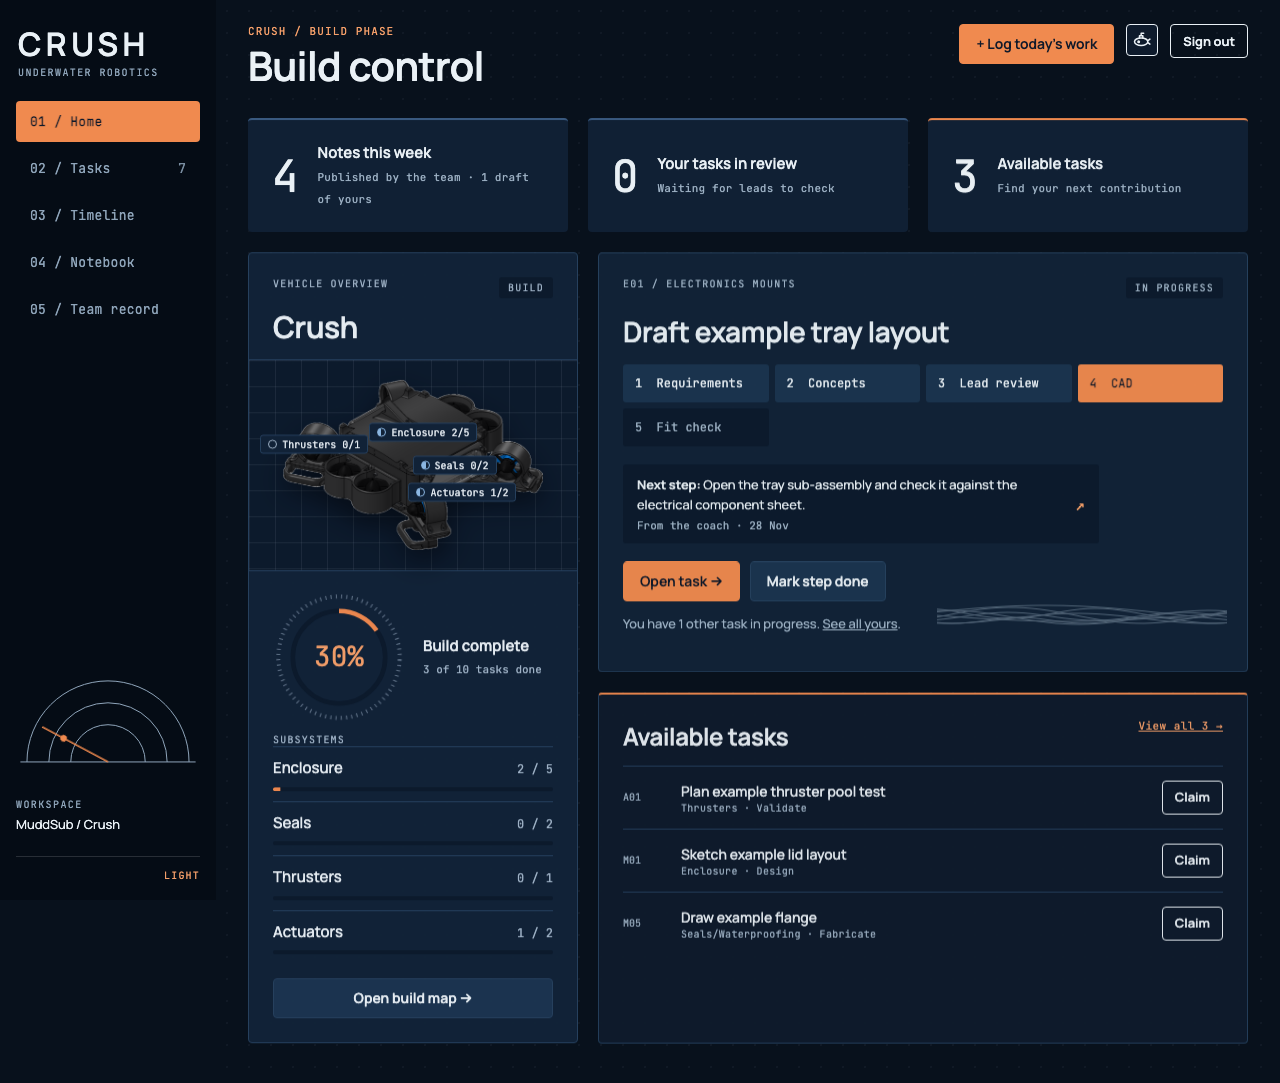 CRUSH
UNDERWATER ROBOTICS
01 / Home
02 / Tasks 7
03 / Timeline
04 / Notebook
05 / Team record
WORKSPACE
MuddSub / Crush
LIGHT
CRUSH / BUILD PHASE
Build control
+ Log today's work
Sign out
4
Notes this week
Published by the team · 1 draft
of yours
0
Your tasks in review
Waiting for leads to check
3
Available tasks
Find your next contribution
VEHICLE OVERVIEW
BUILD
Crush
Enclosure 2/5
Thrusters 0/1
Seals 0/2
Actuators 1/2
30%
Build complete
3 of 10 tasks done
SUBSYSTEMS
Enclosure 2 / 5
Seals 0 / 2
Thrusters 0 / 1
Actuators 1 / 2
Open build map →
E01 / ELECTRONICS MOUNTS
IN PROGRESS
Draft example tray layout
1 Requirements
2 Concepts
3 Lead review
4 CAD
5 Fit check
Next step: Open the tray sub-assembly and check it against the
electrical component sheet.
From the coach · 28 Nov
↗
Open task →
Mark step done
You have 1 other task in progress. See all yours.
Available tasks
View all 3 →
A01
Plan example thruster pool test
Thrusters · Validate
Claim
M01
Sketch example lid layout
Enclosure · Design
Claim
M05
Draw example flange
Seals/Waterproofing · Fabricate
Claim